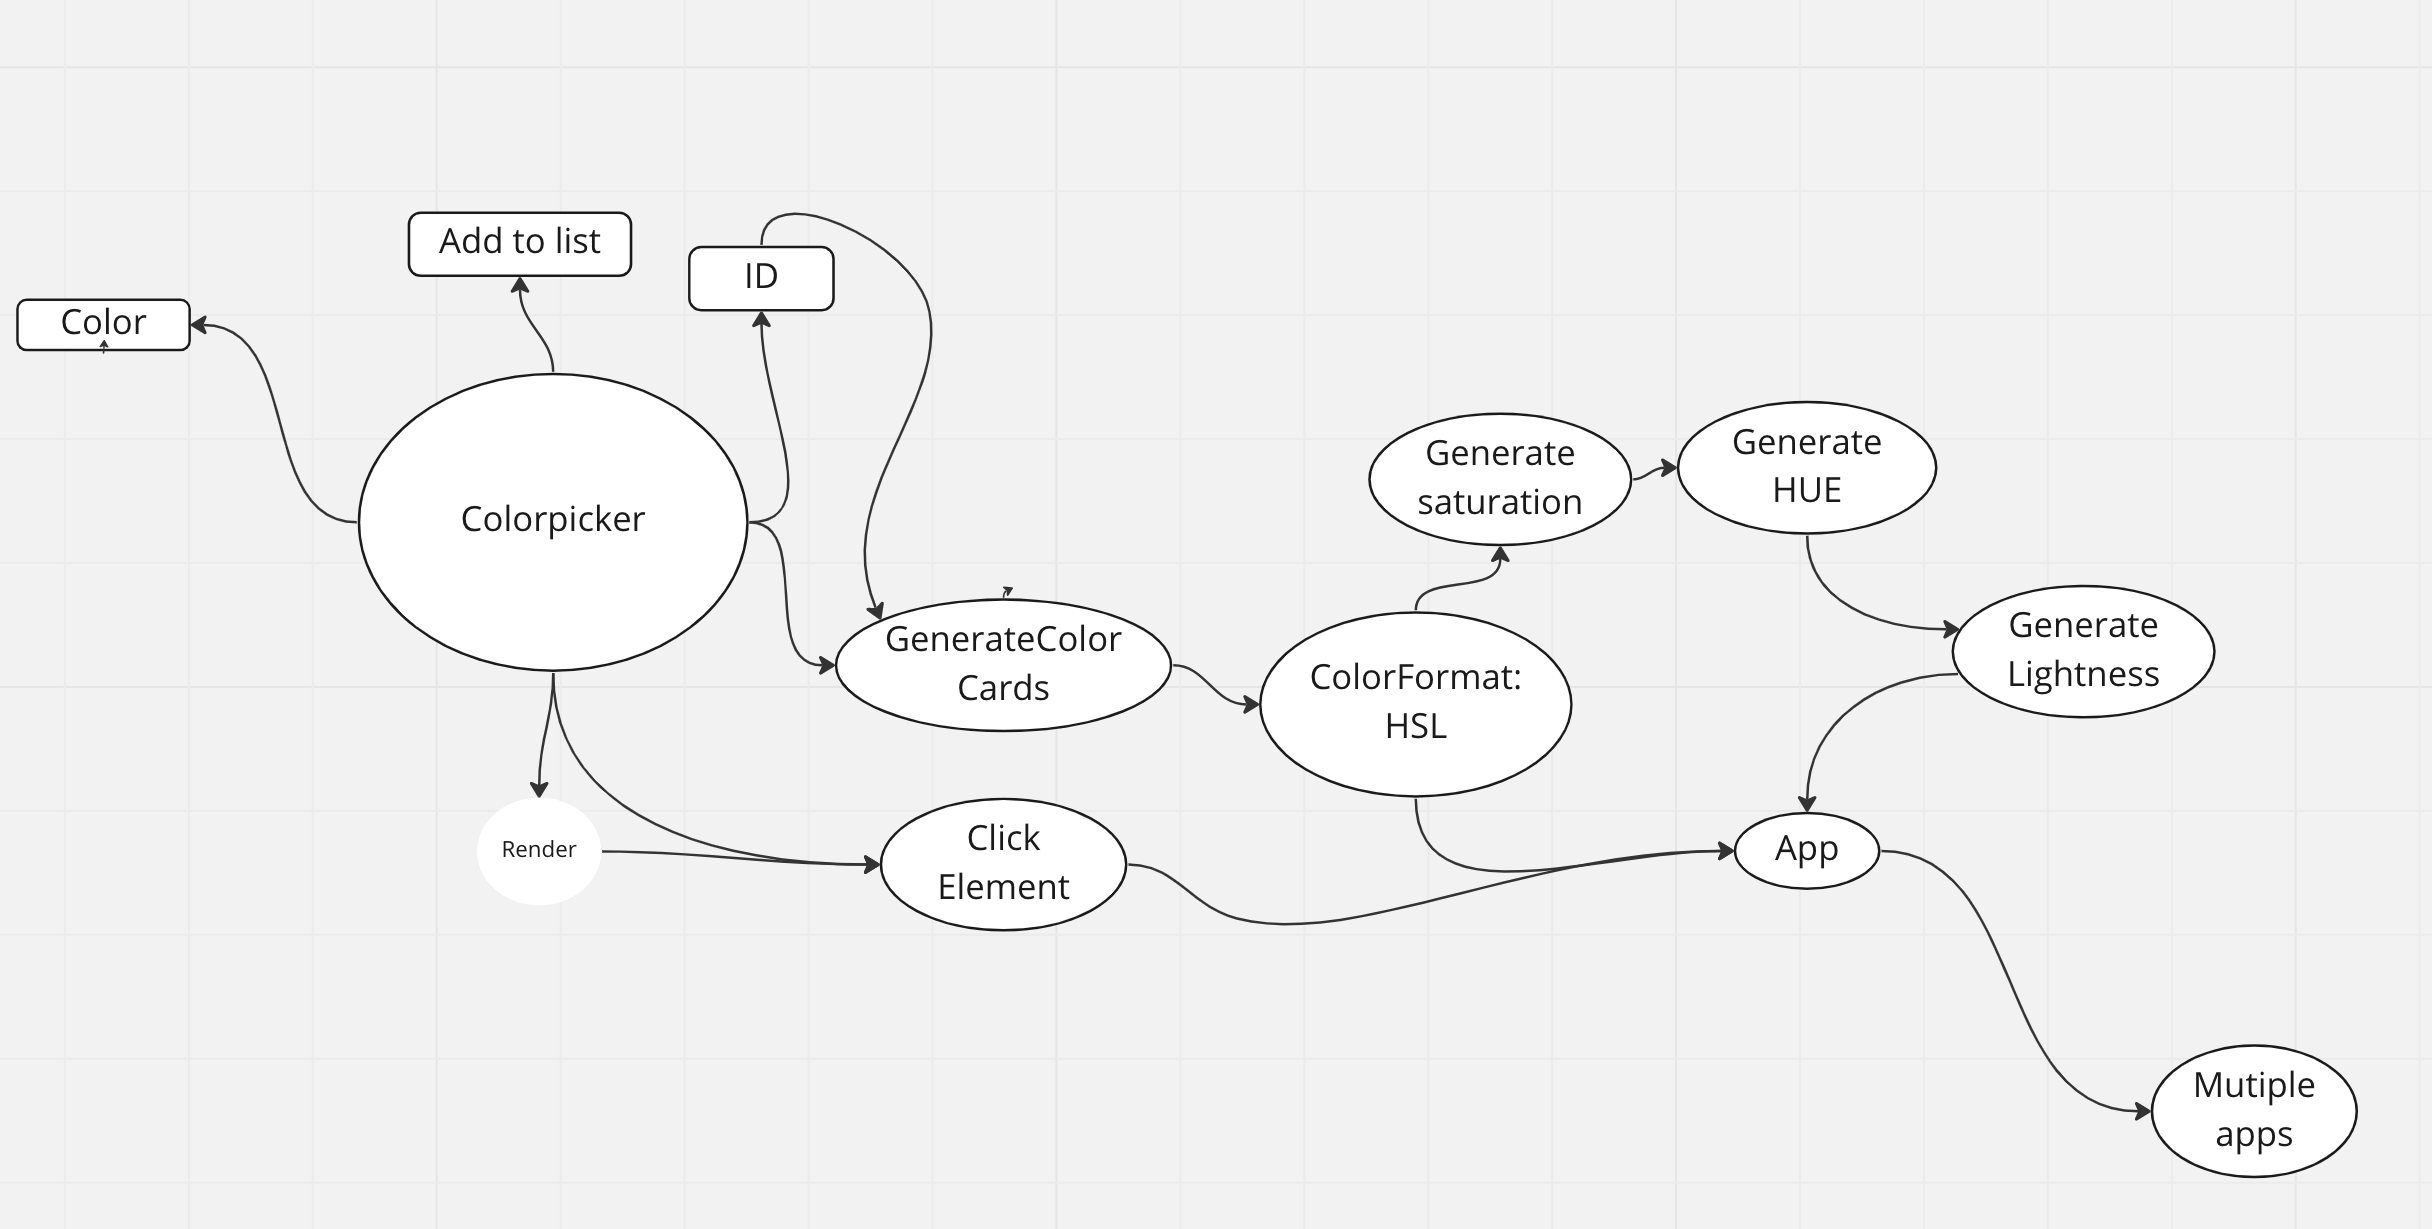 Add to list
ID
Color
Colorpicker
Generate
saturation
Generate
HUE
GenerateColor
Cards
ColorFormat:
HSL
Generate
Lightness
Render
Click
Element
App
Mutiple
apps